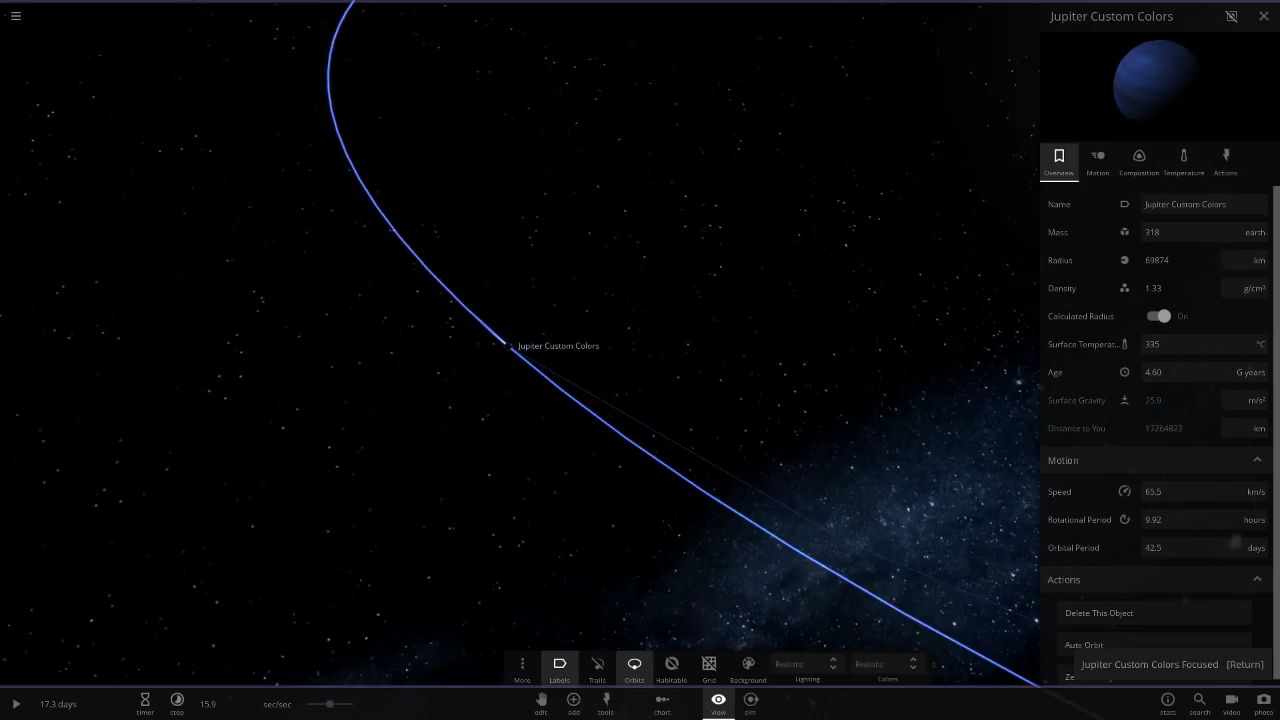 Jupiter Custom Colors
Overview Motion Composition Temperature Actions
Name Jupiter Custom Colors
Mass 318 earth
Radius 69874 km
Density 1.33 g/cm³
Calculated Radius On
Surface Temperat... 335 °C
Age 4.60 G years
Surface Gravity 25.9 m/s²
Distance to You 17264823 km
Motion
Speed 65.5 km/s
Rotational Period 9.92 hours
Orbital Period 42.5 days
Actions
Delete This Object
Auto Orbit
Jupiter Custom Colors Focused [Return]
Jupiter Custom Colors
Realistic Realistic
More Labels Trails Orbits Habitable Grid Background Lighting Colors
17.3 days timer step 15.9 sec/sec edit add tools chart view sim stats search video photo